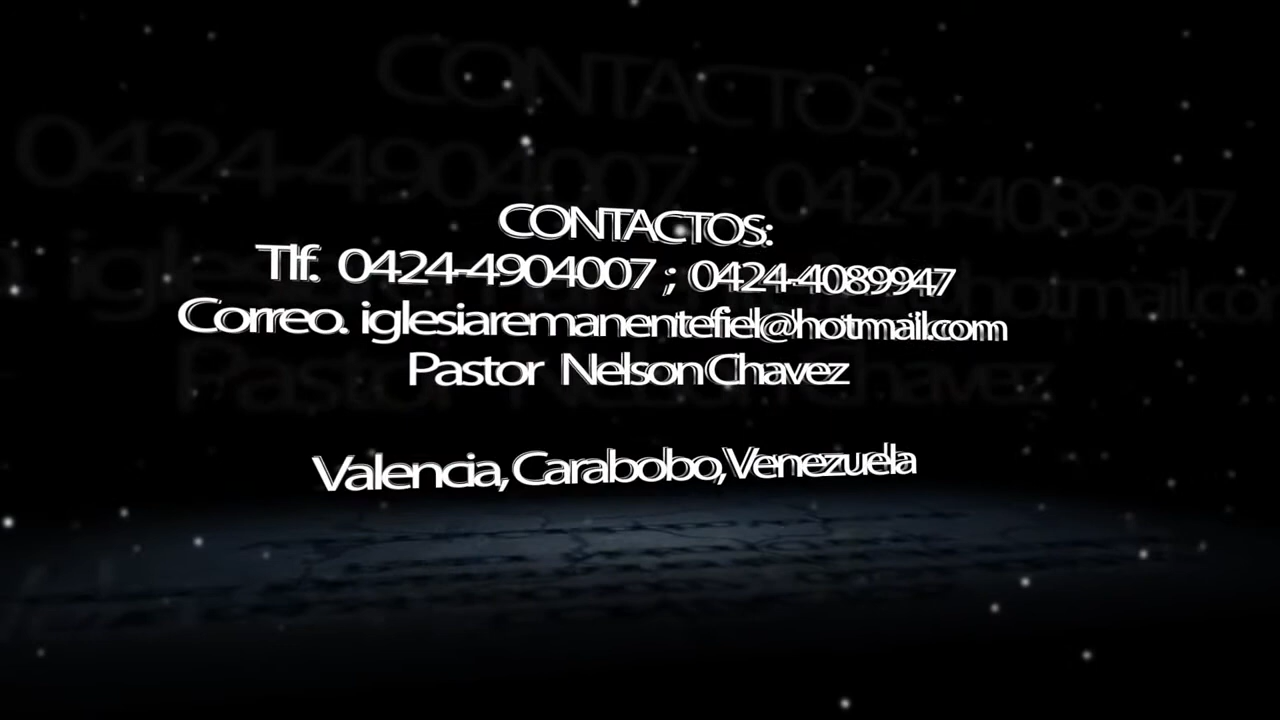 CONTACTOS:
Tlf. 0424-4904007 ; 0424-4089947
Correo. iglesiaremanentefiel@hotmail.com
Pastor Nelson Chavez
Valencia, Carabobo, Venezuela